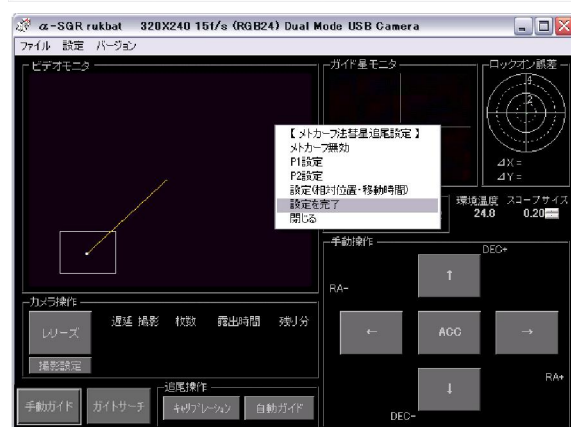 α-SGR rukbat 320X240 15f/s (RGB24) Dual Mode USB Camera
ファイル 設定 バージョン
ビデオモニタ
ガイド星モニタ
ロックオン誤差
4
2
ΔX=
ΔY=
【 メトカーフ法彗星追尾設定 】
メトカーフ無効
P1設定
P2設定
設定(相対位置・移動時間)
設定を完了
閉じる
環境温度 スコープサイズ
24.8 0.20
手動操作
DEC+
RA-
↑
← ACC →
RA+
↓
DEC-
カメラ操作
レリーズ
遅延 撮影 枚数 露出時間 残り分
撮影設定
追尾操作
手動ガイド ガイドサーチ キャリブレーション 自動ガイド